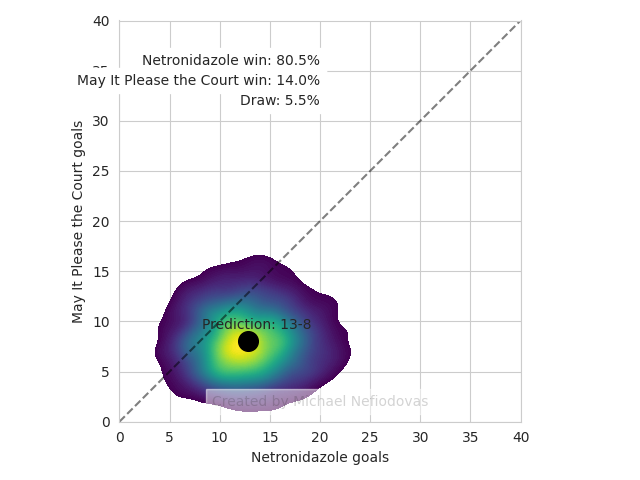 40
Netronidazole win: 80.5%
35
May It Please the Court win: 14.0%
Draw: 5.5%
30
25
20
15
10
5
0
May It Please the Court goals
Prediction: 13-8
Created by Michael Nefiodovas
0 5 10 15 20 25 30 35 40
Netronidazole goals